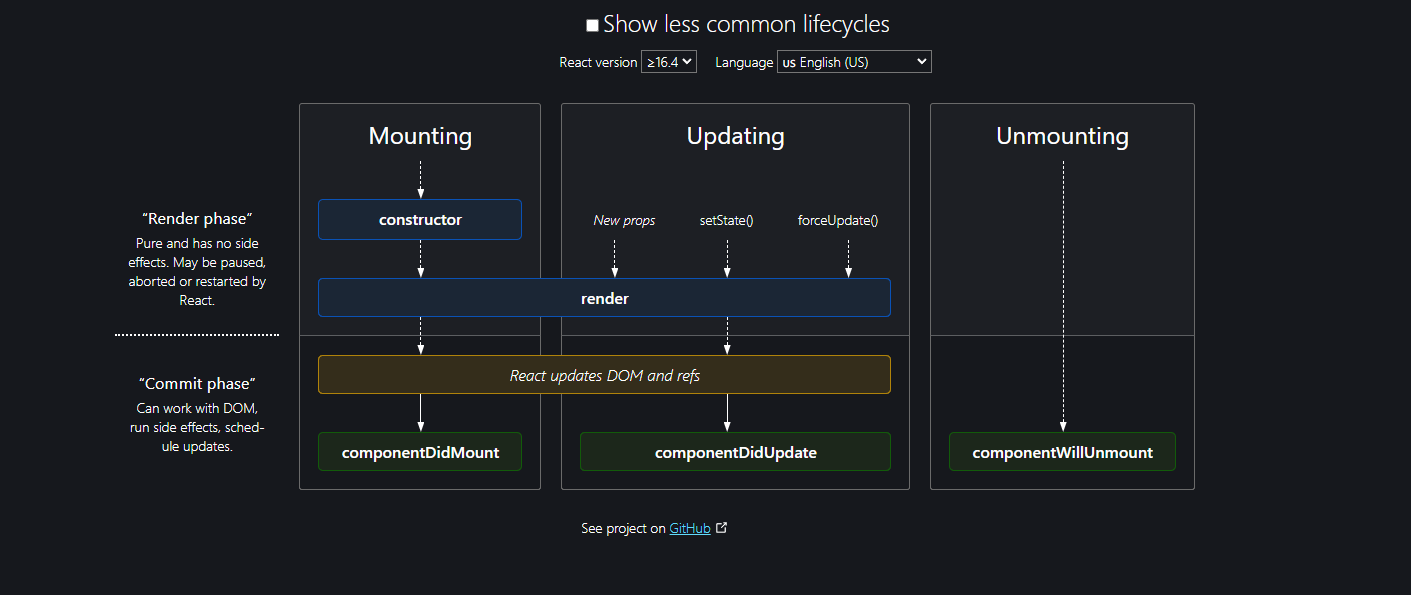 Show less common lifecycles
React version ≥16.4 Language us English (US)
Mounting
Updating
Unmounting
“Render phase”
Pure and has no side
effects. May be paused,
aborted or restarted by
React.
constructor
New props
setState()
forceUpdate()
render
“Commit phase”
Can work with DOM,
run side effects, sched-
ule updates.
React updates DOM and refs
componentDidMount
componentDidUpdate
componentWillUnmount
See project on GitHub